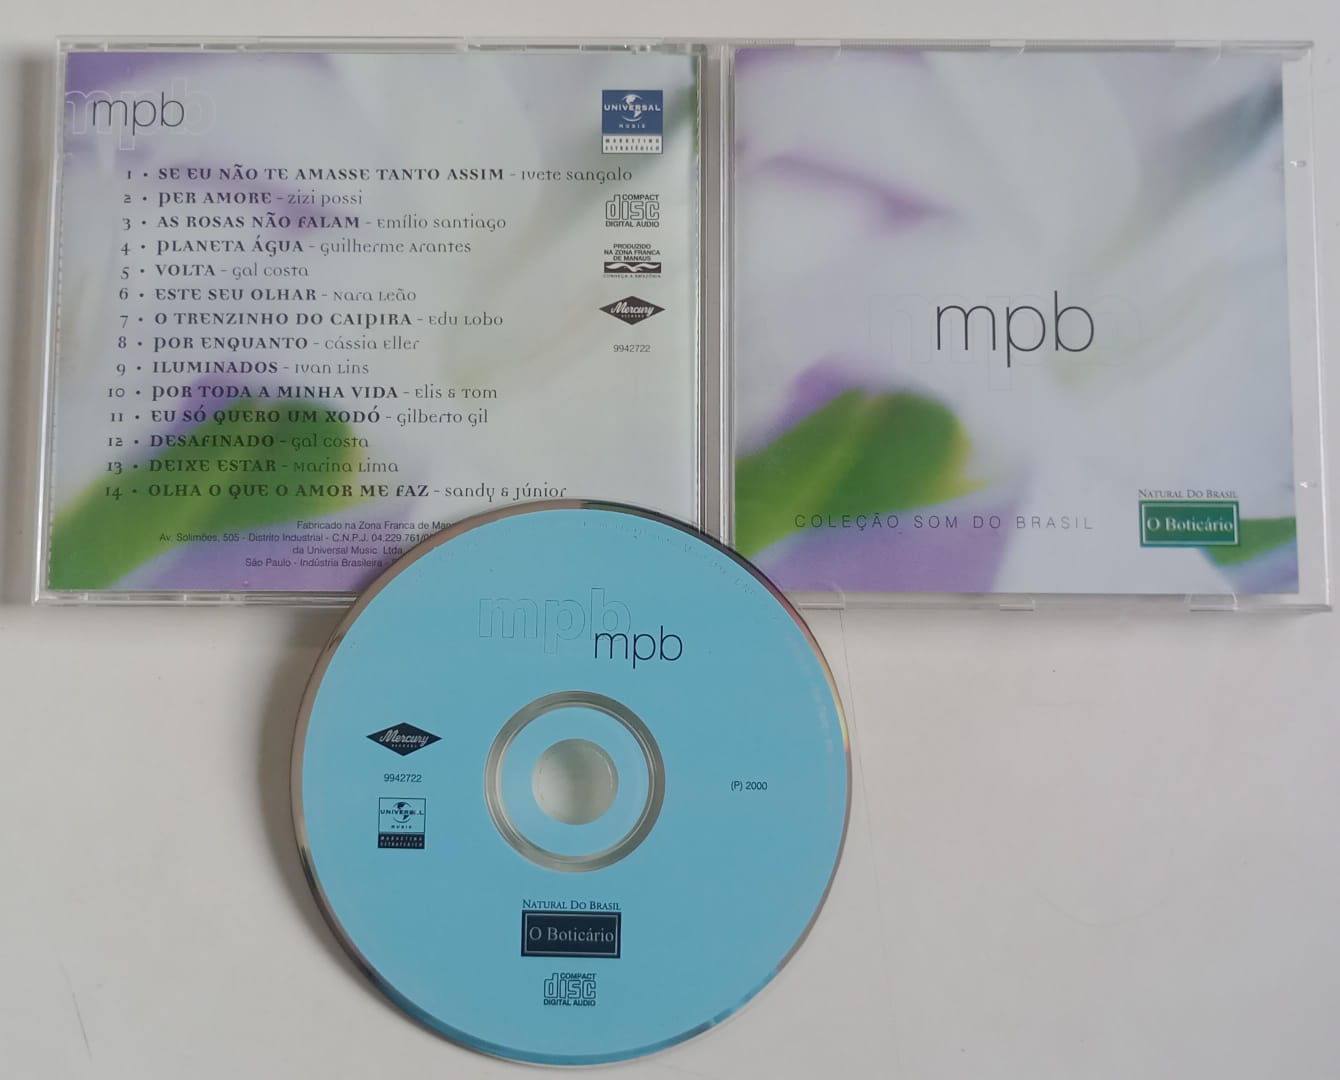 mpb
UNIVERSAL
MUSIC
MARKETING
ESTRATÉGICO
1 • SE EU NÃO TE AMASSE TANTO ASSIM - Ivete Sangalo
2 • PER AMORE - Zizi Possi
3 • AS ROSAS NÃO FALAM - Emílio Santiago
4 • PLANETA ÁGUA - Guilherme Arantes
5 • VOLTA - Gal Costa
6 • ESTE SEU OLHAR - Nara Leão
7 • O TRENZINHO DO CAIPIRA - Edu Lobo
8 • POR ENQUANTO - Cássia Eller
9 • ILUMINADOS - Ivan Lins
10 • POR TODA A MINHA VIDA - Elis & Tom
11 • EU SÓ QUERO UM XODÓ - Gilberto Gil
12 • DESAFINADO - Gal Costa
13 • DEIXE ESTAR - Marina Lima
14 • OLHA O QUE O AMOR ME FAZ - Sandy & Júnior
COMPACT
disc
DIGITAL AUDIO
PRODUZIDO
NA ZONA FRANCA
DE MANAUS
CONHEÇA A AMAZÔNIA
Mercury
RECORDS
9942722
Fabricado na Zona Franca de
Av. Solimões, 505 - Distrito Industrial - C.N.P.J. 04.229.761/
da Universal Music Ltda
São Paulo - Indústria Brasileira -
mpb
mpb
COLEÇÃO SOM DO BRASIL
NATURAL DO BRASIL
O Boticário
mpb
mpb
Mercury
RECORDS
9942722
(P) 2000
UNIVERSAL
MUSIC
MARKETING
ESTRATÉGICO
NATURAL DO BRASIL
O Boticário
COMPACT
disc
DIGITAL AUDIO